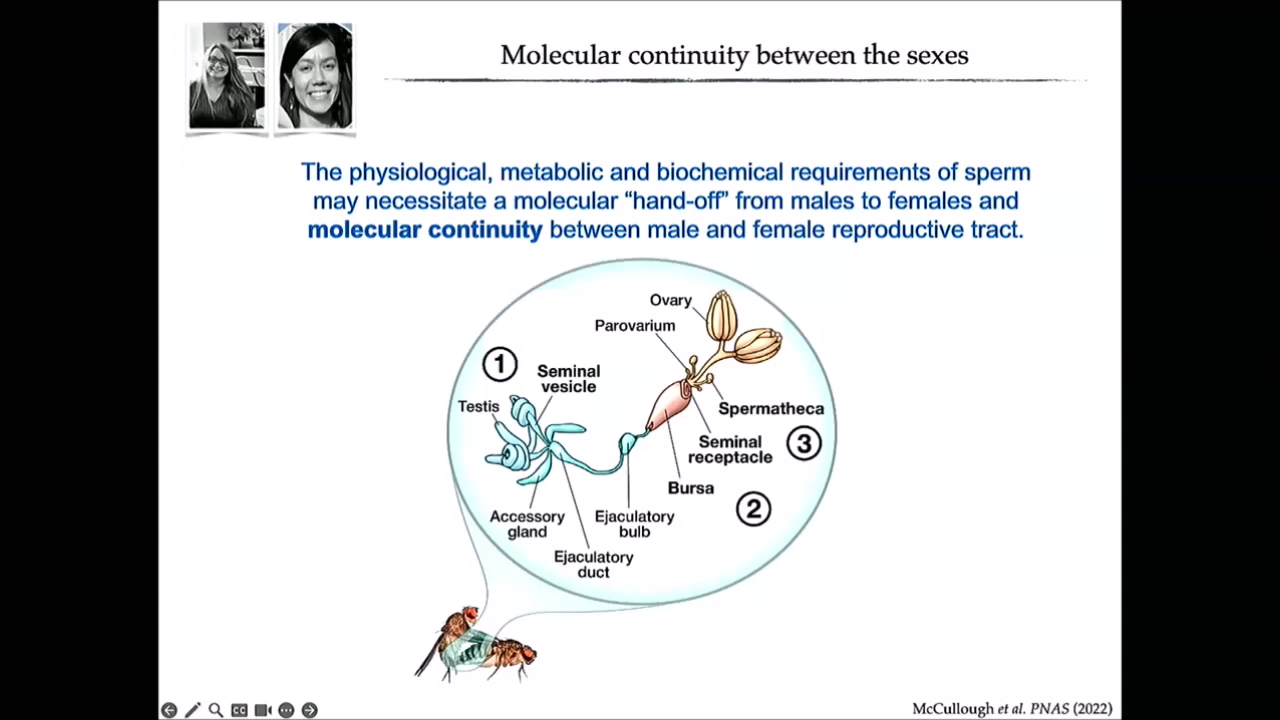 Molecular continuity between the sexes
The physiological, metabolic and biochemical requirements of sperm
may necessitate a molecular “hand-off” from males to females and
molecular continuity between male and female reproductive tract.
Ovary
Parovarium
1
Seminal
vesicle
Testis
Spermatheca
Seminal
receptacle
3
Bursa
2
Accessory
gland
Ejaculatory
bulb
Ejaculatory
duct
CC
McCullough et al. PNAS (2022)